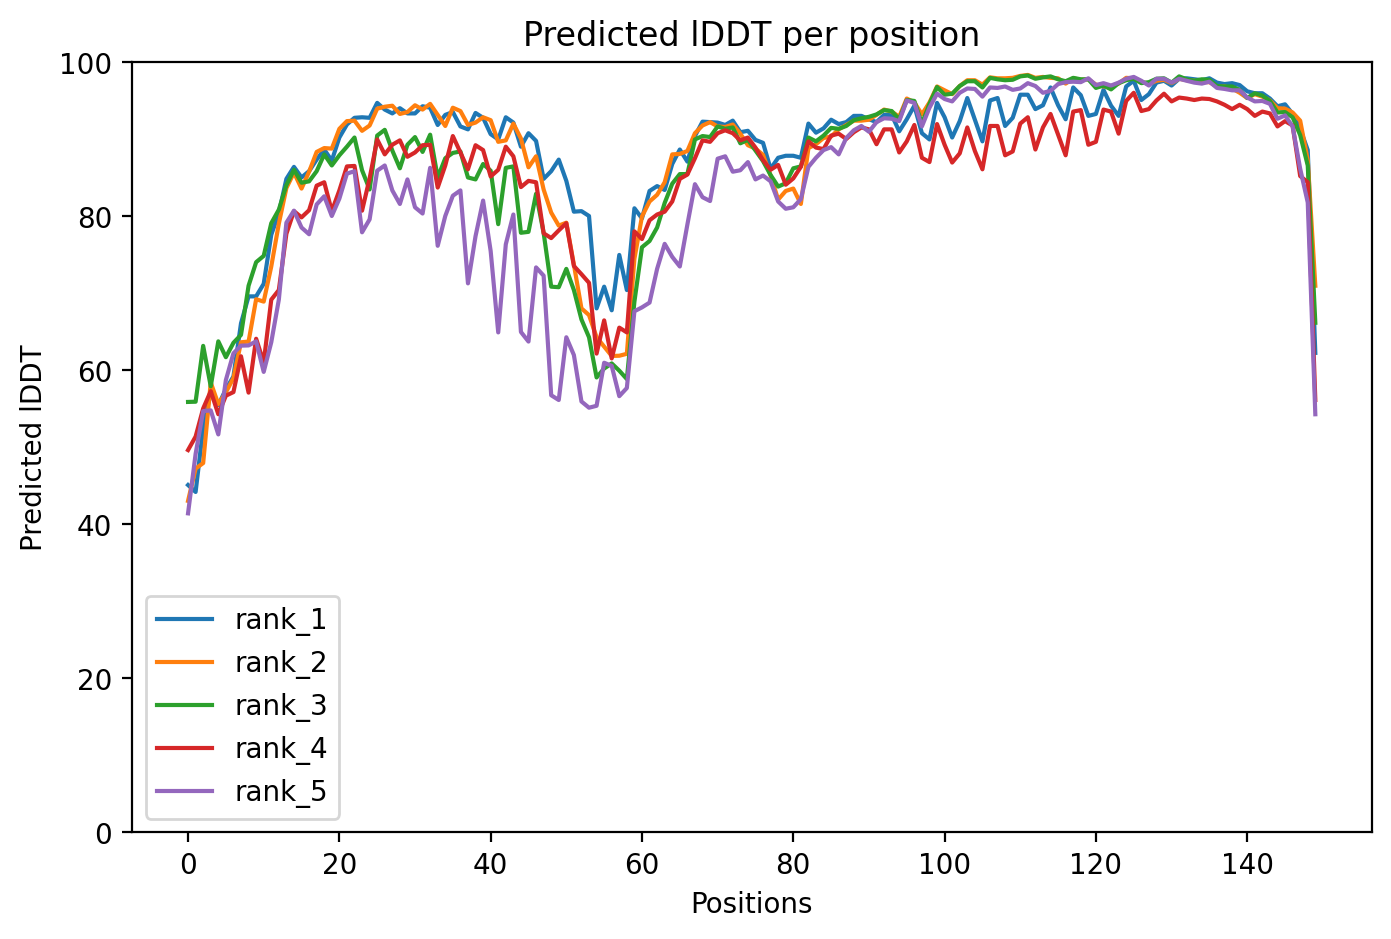 Predicted lDDT per position
100
80
60
40
20
0
Predicted lDDT
rank_1
rank_2
rank_3
rank_4
rank_5
0 20 40 60 80 100 120 140
Positions